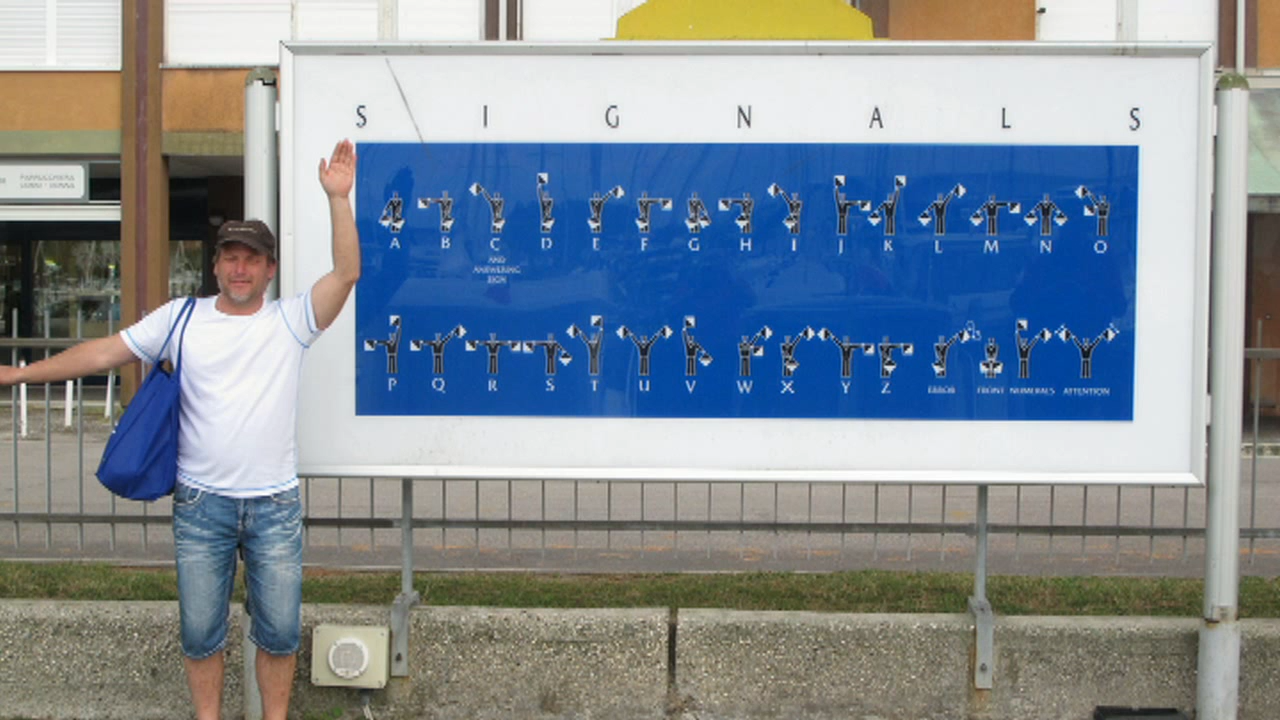 S I G N A L S
A B C D E F G H I J K L M N O
AND
ANSWERING
SIGN
P Q R S T U V W X Y Z ERROR FRONT NUMERALS ATTENTION